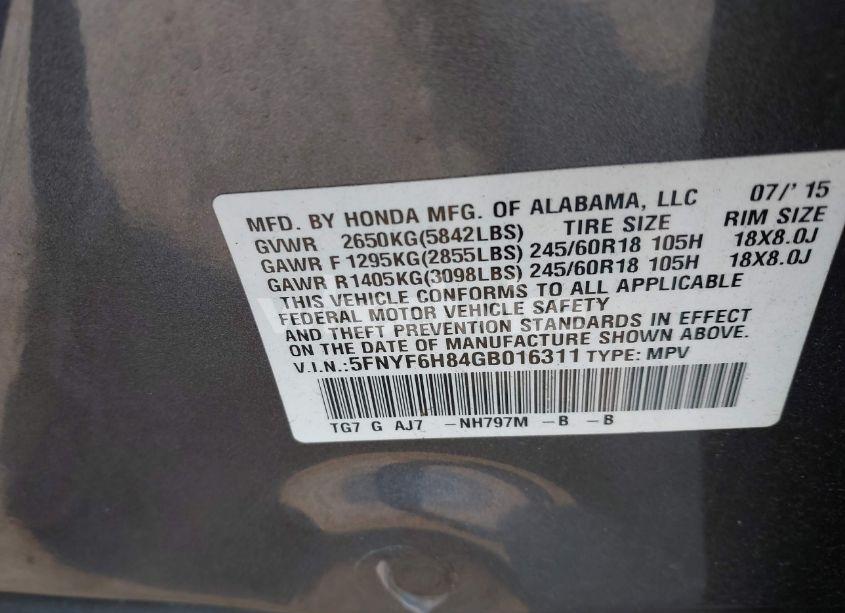 MFD. BY HONDA MFG. OF ALABAMA, LLC 07/'15
GVWR 2650KG(5842LBS) TIRE SIZE RIM SIZE
GAWR F1295KG(2855LBS) 245/60R18 105H 18X8.0J
GAWR R1405KG(3098LBS) 245/60R18 105H 18X8.0J
THIS VEHICLE CONFORMS TO ALL APPLICABLE
FEDERAL MOTOR VEHICLE SAFETY
AND THEFT PREVENTION STANDARDS IN EFFECT
ON THE DATE OF MANUFACTURE SHOWN ABOVE.
V.I.N.:5FNYF6H84GB016311 TYPE: MPV
TG7 G AJ7 -NH797M -B -B